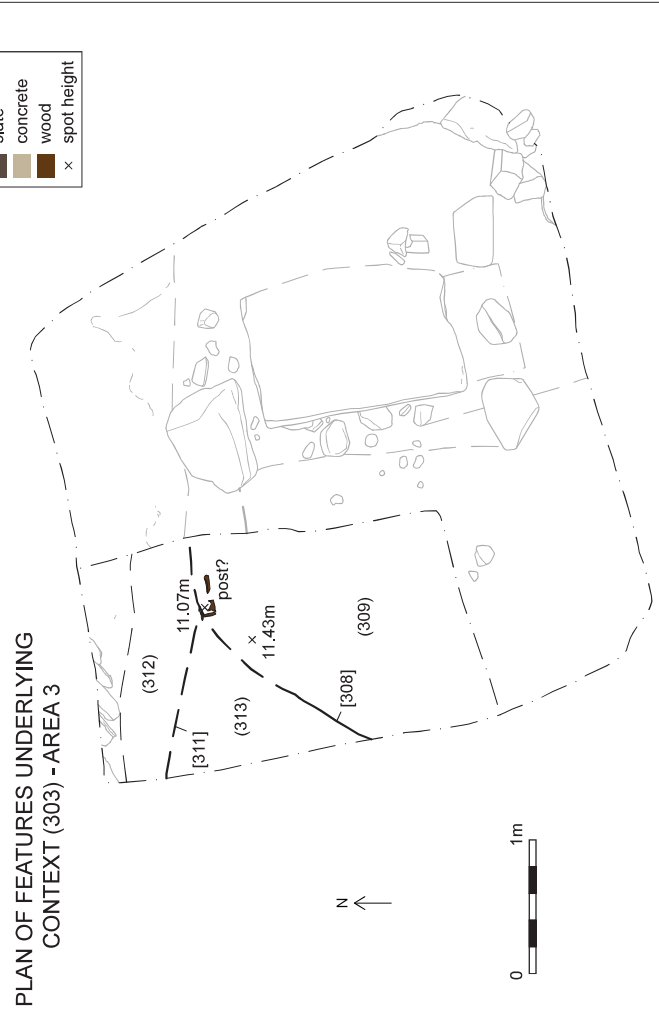 PLAN OF FEATURES UNDERLYING
CONTEXT (303) - AREA 3
concrete
wood
× spot height
11.07m
post?
(312)
11.43m
(309)
(313)
[311]
[308]
N
0 1m